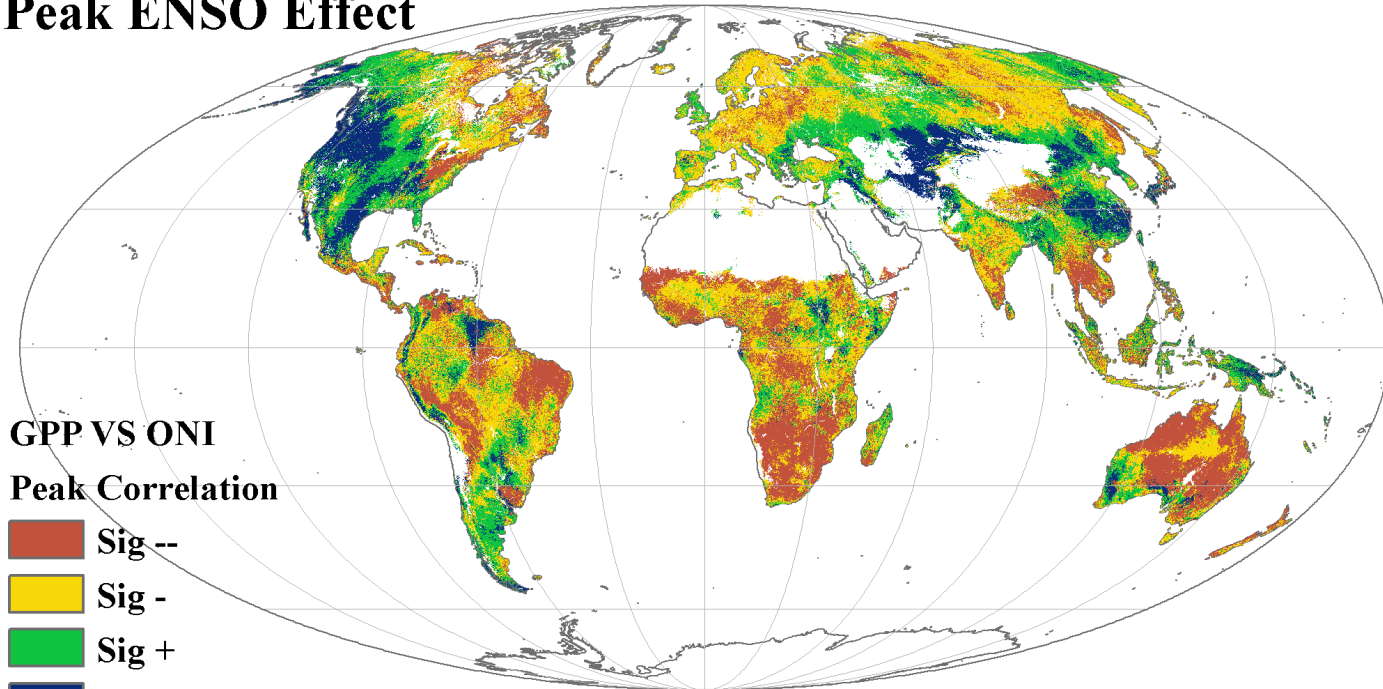 Peak ENSO Effect
GPP VS ONI
Peak Correlation
Sig --
Sig -
Sig +